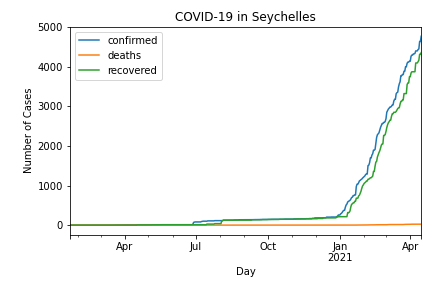 COVID-19 in Seychelles
confirmed
deaths
recovered
Number of Cases
5000
4000
3000
2000
1000
0
Apr
Jul
Oct
Jan
2021
Apr
Day